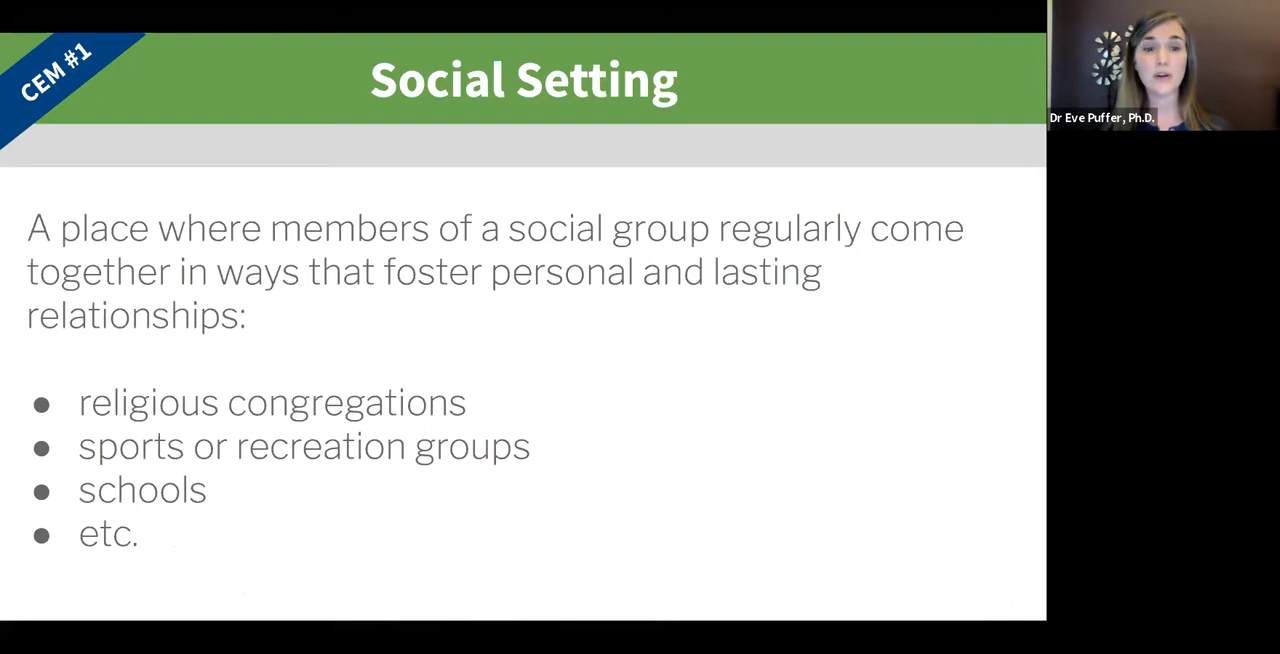 CEM #1
Social Setting
Dr Eve Puffer, Ph.D.
A place where members of a social group regularly come
together in ways that foster personal and lasting
relationships:
● religious congregations
● sports or recreation groups
● schools
● etc.